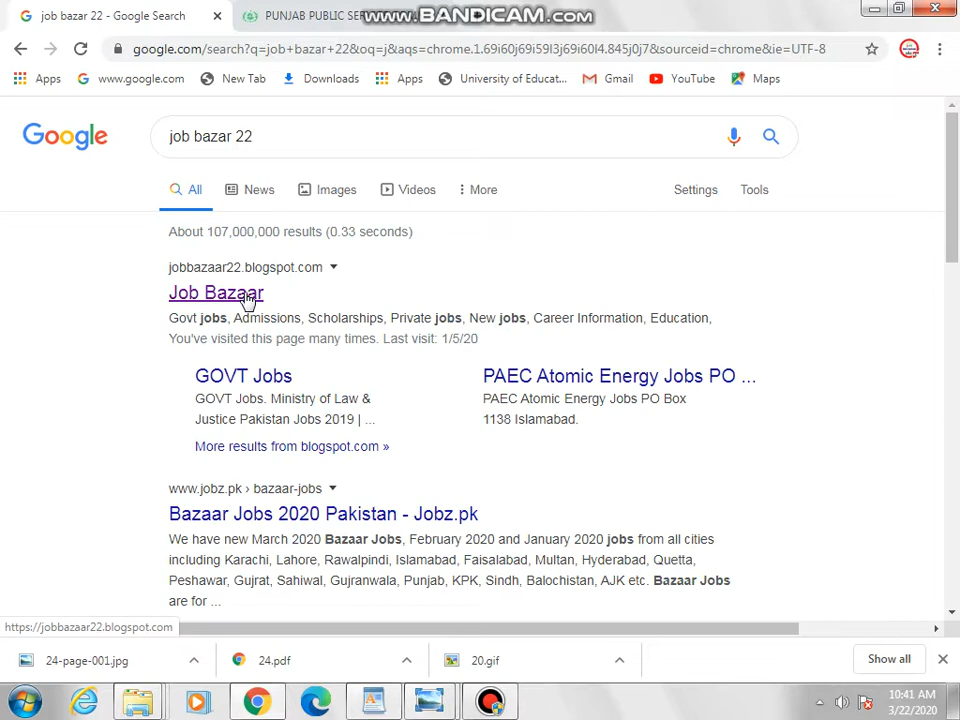 job bazar 22 - Google Search
PUNJAB PUBLIC SER
www.BANDICAM.com
google.com/search?q=job+bazar+22&oq=j&aqs=chrome.1.69i60j69i59l3j69i60l4.845j0j7&sourceid=chrome&ie=UTF-8
Apps www.google.com New Tab Downloads Apps University of Educat... Gmail YouTube Maps
Google
job bazar 22
All News Images Videos More Settings Tools
About 107,000,000 results (0.33 seconds)
jobbazaar22.blogspot.com
Job Bazaar
Govt jobs, Admissions, Scholarships, Private jobs, New jobs, Career Information, Education,
You've visited this page many times. Last visit: 1/5/20
GOVT Jobs
GOVT Jobs. Ministry of Law &
Justice Pakistan Jobs 2019 | ...
PAEC Atomic Energy Jobs PO ...
PAEC Atomic Energy Jobs PO Box
1138 Islamabad.
More results from blogspot.com »
www.jobz.pk › bazaar-jobs
Bazaar Jobs 2020 Pakistan - Jobz.pk
We have new March 2020 Bazaar Jobs, February 2020 and January 2020 jobs from all cities
including Karachi, Lahore, Rawalpindi, Islamabad, Faisalabad, Multan, Hyderabad, Quetta,
Peshawar, Gujrat, Sahiwal, Gujranwala, Punjab, KPK, Sindh, Balochistan, AJK etc. Bazaar Jobs
are for ...
https://jobbazaar22.blogspot.com
24-page-001.jpg 24.pdf 20.gif Show all
10:41 AM
3/22/2020